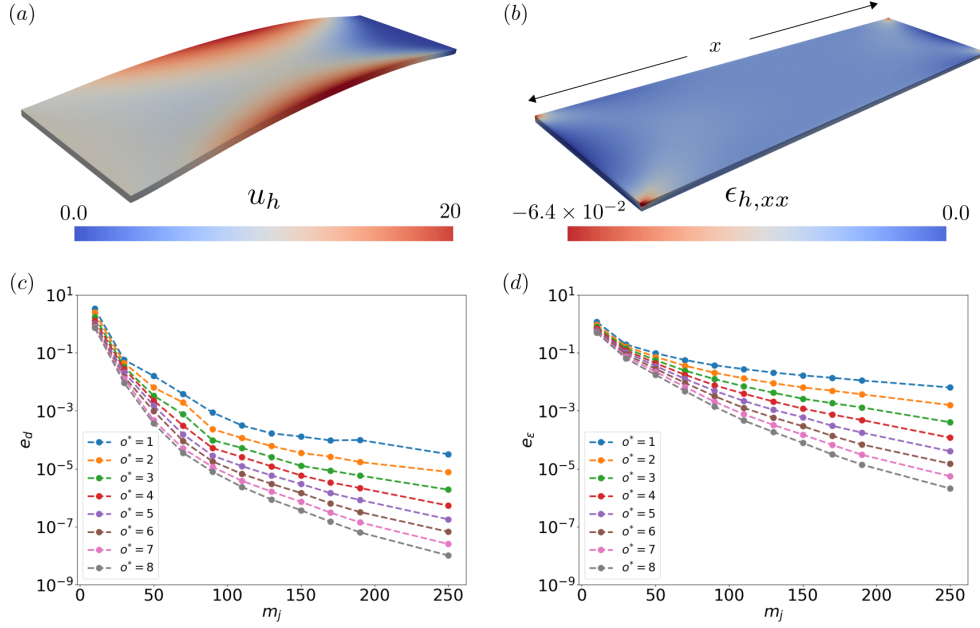 (a)
u_h
0.0
20
(b)
x
ϵ_{h,xx}
−6.4 × 10^{−2}
0.0
(c)
10^1
10^{−1}
10^{−3}
10^{−5}
10^{−7}
10^{−9}
e_d
o* = 1
o* = 2
o* = 3
o* = 4
o* = 5
o* = 6
o* = 7
o* = 8
0 50 100 150 200 250
m_j
(d)
10^1
10^{−1}
10^{−3}
10^{−5}
10^{−7}
10^{−9}
e_ε
o* = 1
o* = 2
o* = 3
o* = 4
o* = 5
o* = 6
o* = 7
o* = 8
0 50 100 150 200 250
m_j